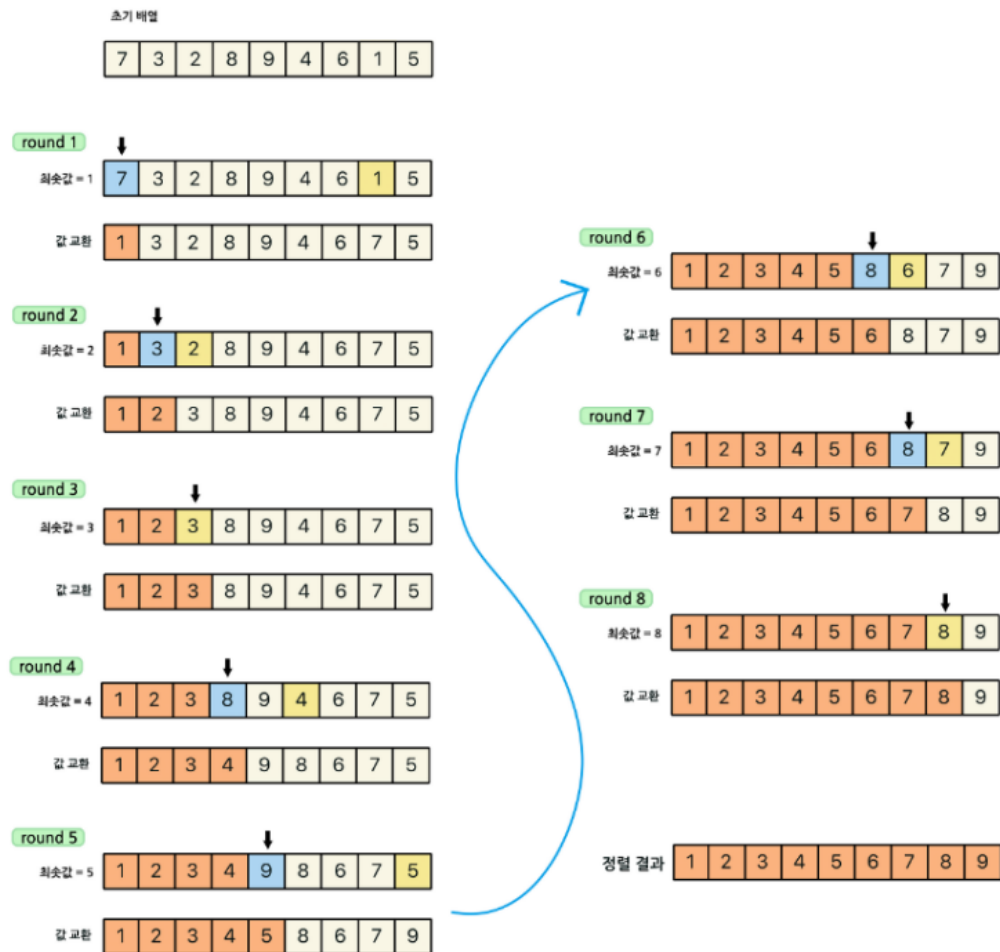 초기 배열
7 3 2 8 9 4 6 1 5
round 1
최솟값 = 1 7 3 2 8 9 4 6 1 5
값 교환 1 3 2 8 9 4 6 7 5
round 2
최솟값 = 2 1 3 2 8 9 4 6 7 5
값 교환 1 2 3 8 9 4 6 7 5
round 3
최솟값 = 3 1 2 3 8 9 4 6 7 5
값 교환 1 2 3 8 9 4 6 7 5
round 4
최솟값 = 4 1 2 3 8 9 4 6 7 5
값 교환 1 2 3 4 9 8 6 7 5
round 5
최솟값 = 5 1 2 3 4 9 8 6 7 5
값 교환 1 2 3 4 5 8 6 7 9
round 6
최솟값 = 6 1 2 3 4 5 8 6 7 9
값 교환 1 2 3 4 5 6 8 7 9
round 7
최솟값 = 7 1 2 3 4 5 6 8 7 9
값 교환 1 2 3 4 5 6 7 8 9
round 8
최솟값 = 8 1 2 3 4 5 6 7 8 9
값 교환 1 2 3 4 5 6 7 8 9
정렬 결과 1 2 3 4 5 6 7 8 9